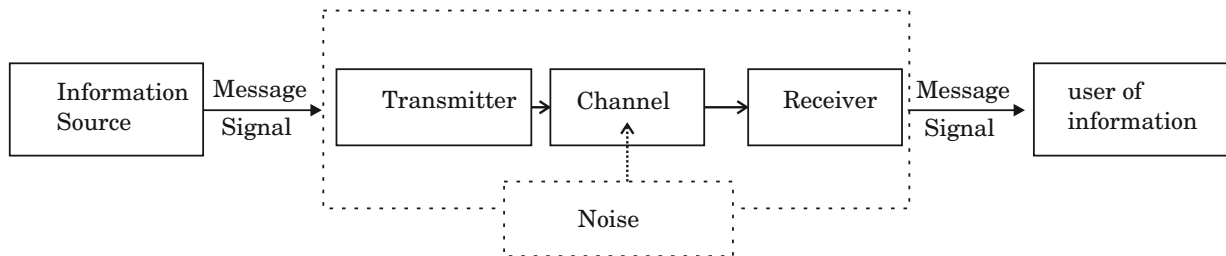 Information
Source
Message
Signal
Transmitter
Channel
Receiver
Noise
Message
Signal
user of
information